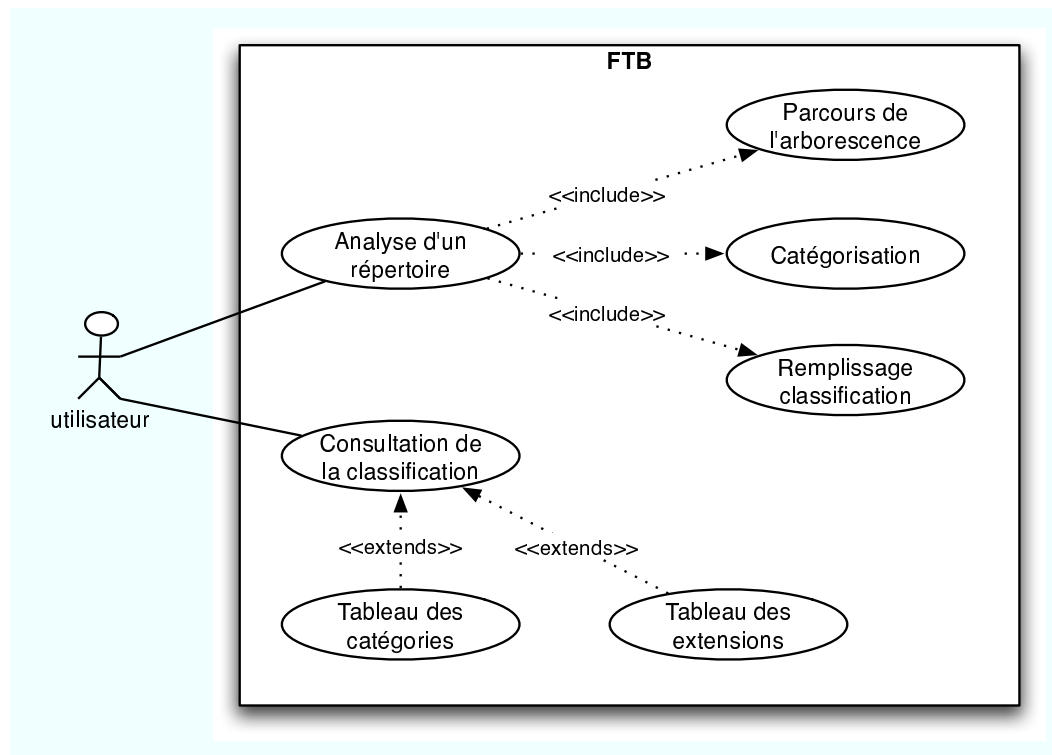 FTB
Parcours de
l'arborescence
<<include>>
Analyse d'un
répertoire
<<include>>
Catégorisation
<<include>>
Remplissage
classification
utilisateur
Consultation de
la classification
<<extends>>
<<extends>>
Tableau des
catégories
Tableau des
extensions